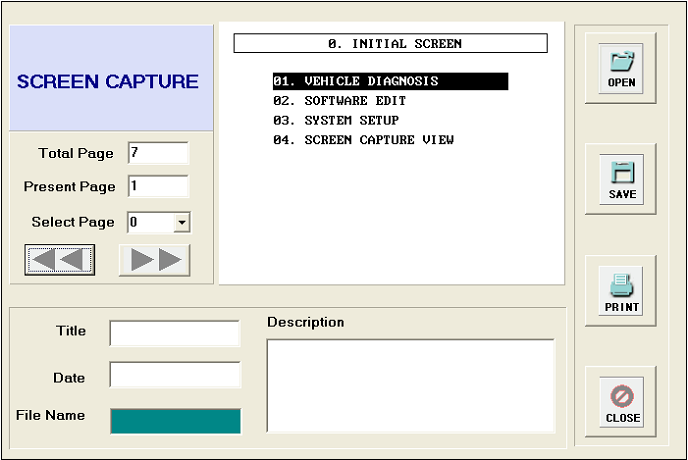 SCREEN CAPTURE
Total Page 7
Present Page 1
Select Page 0
0. INITIAL SCREEN
01. VEHICLE DIAGNOSIS
02. SOFTWARE EDIT
03. SYSTEM SETUP
04. SCREEN CAPTURE VIEW
OPEN
SAVE
PRINT
CLOSE
Title
Date
File Name
Description